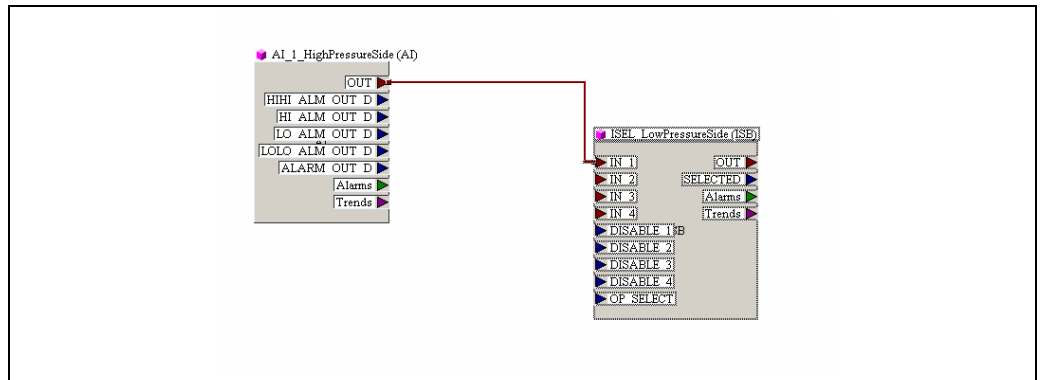 AI_1_HighPressureSide (AI)
OUT
HIHI ALM OUT D
HI ALM OUT D
LO ALM OUT D
LOLO ALM OUT D
ALARM OUT D
Alarms
Trends
ISEL LowPressureSide (ISB)
IN 1
OUT
IN 2
SELECTED
IN 3
Alarms
IN 4
Trends
DISABLE 1
DISABLE 2
DISABLE 3
DISABLE 4
OP SELECT